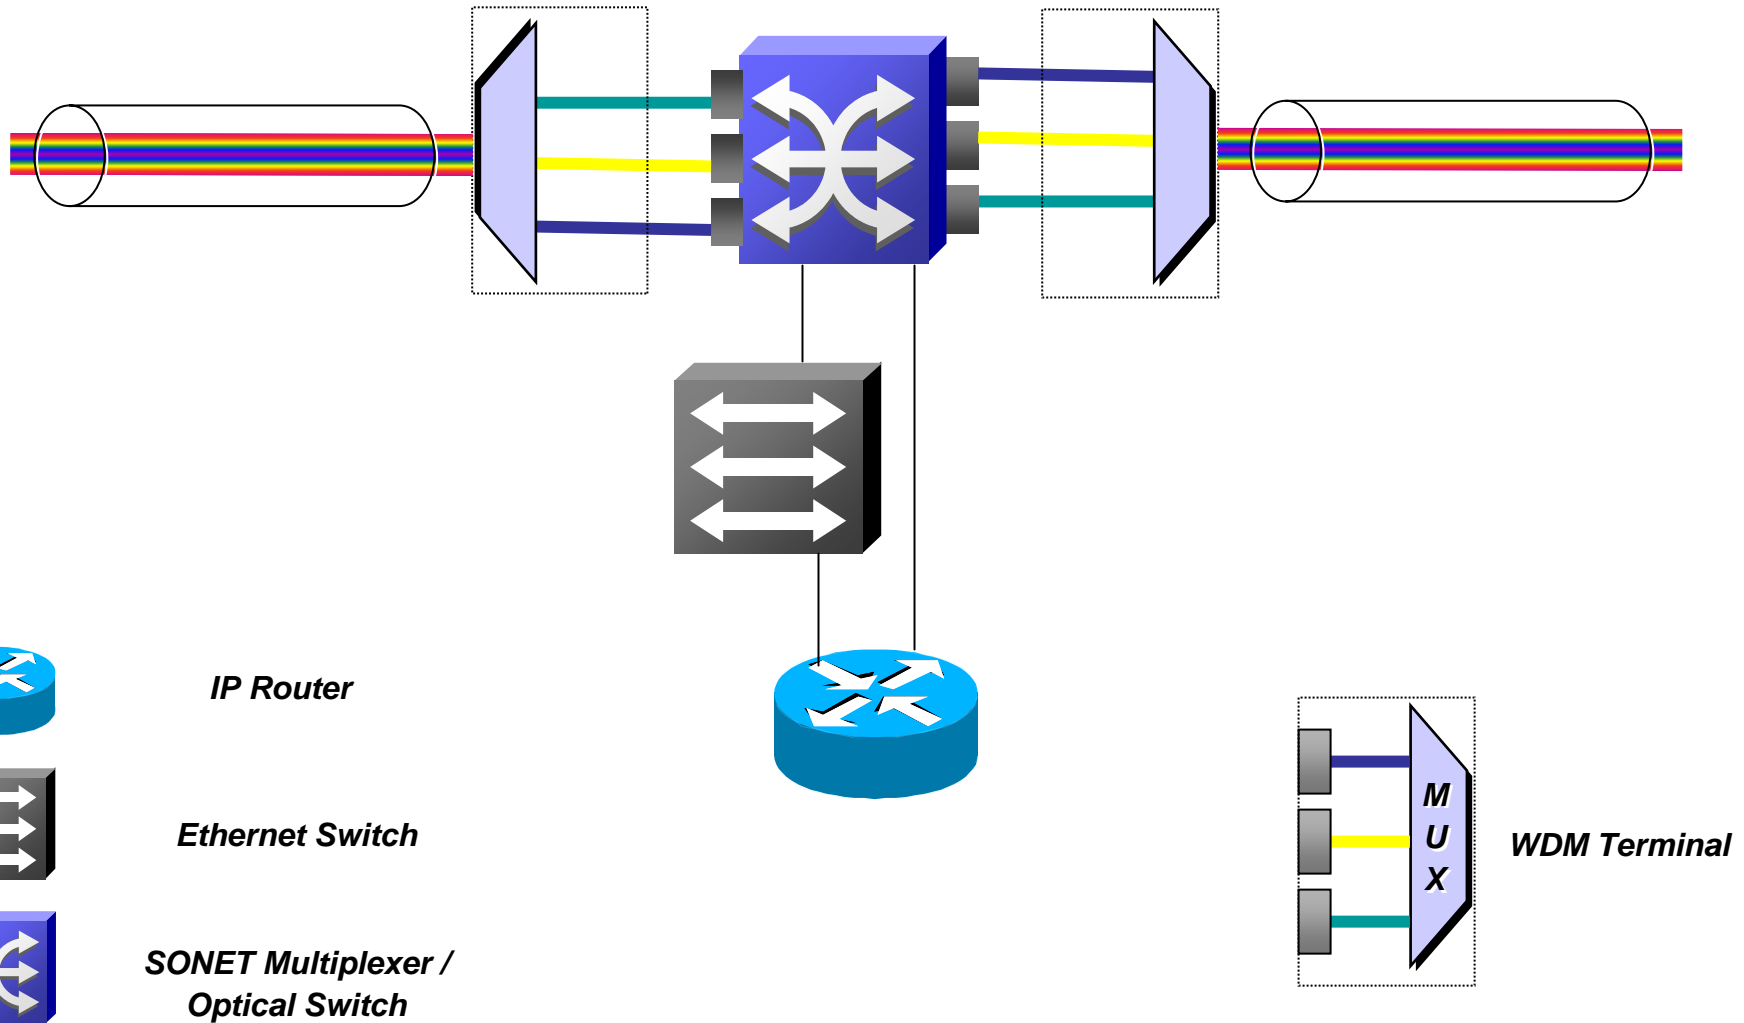 IP Router
Ethernet Switch
SONET Multiplexer /
Optical Switch
M
U
X
WDM Terminal